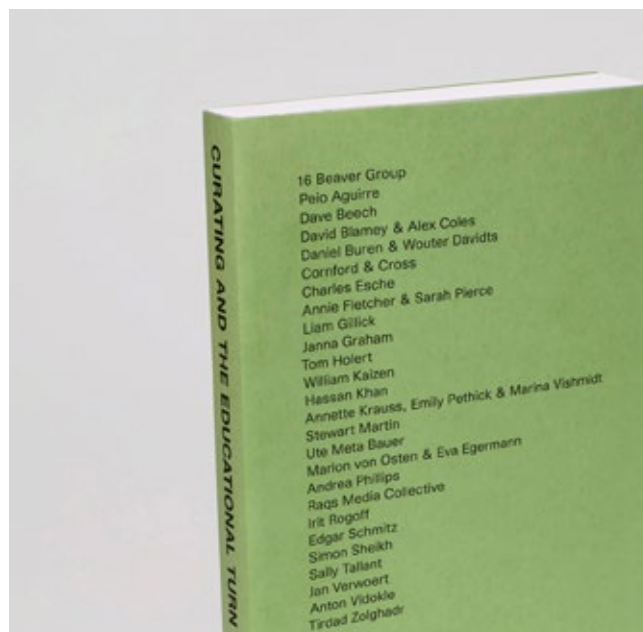 CURATING AND THE EDUCATIONAL TURN
16 Beaver Group
Peio Aguirre
Dave Beech
David Blamey & Alex Coles
Daniel Buren & Wouter Davidts
Cornford & Cross
Charles Esche
Annie Fletcher & Sarah Pierce
Liam Gillick
Janna Graham
Tom Holert
William Kaizen
Hassan Khan
Annette Krauss, Emily Pethick & Marina Vishmidt
Stewart Martin
Ute Meta Bauer
Marion von Osten & Eva Egermann
Andrea Phillips
Raqs Media Collective
Irit Rogoff
Edgar Schmitz
Simon Sheikh
Sally Tallant
Jan Verwoert
Anton Vidokle
Tirdad Zolghadr